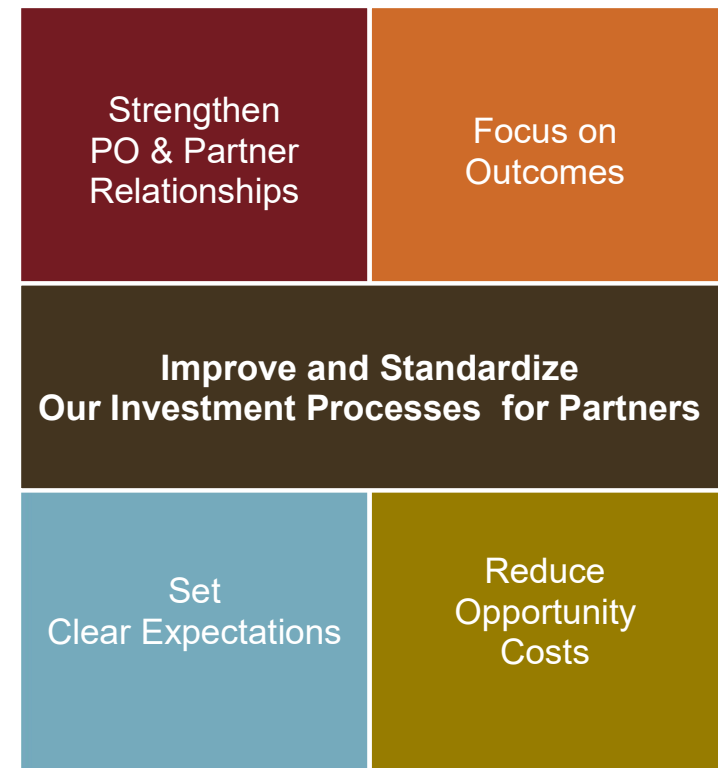 Strengthen
PO & Partner
Relationships
Focus on
Outcomes
Improve and Standardize
Our Investment Processes  for Partners
Set
Clear Expectations
Reduce
Opportunity
Costs